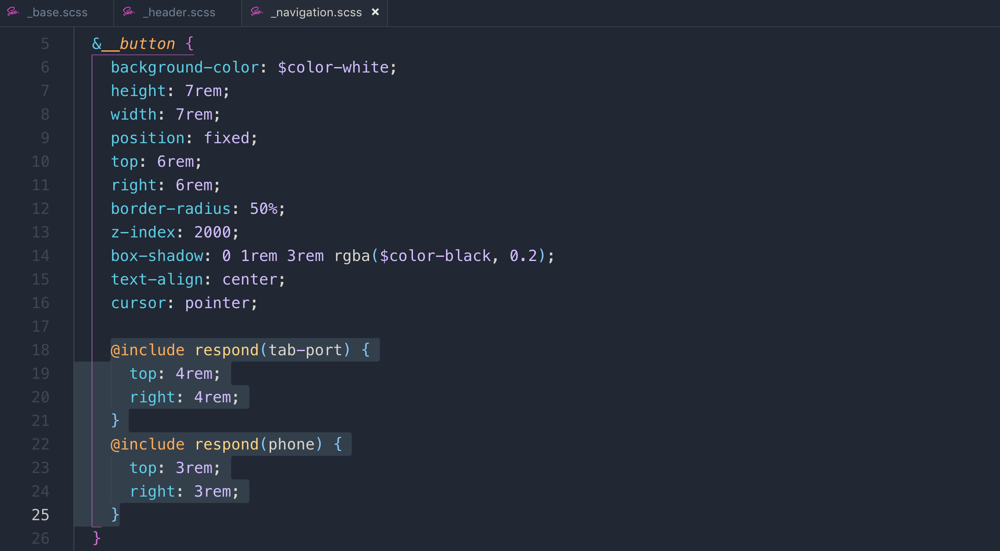 _base.scss _header.scss _navigation.scss ×
5 &__button {
6 background-color: $color-white;
7 height: 7rem;
8 width: 7rem;
9 position: fixed;
10 top: 6rem;
11 right: 6rem;
12 border-radius: 50%;
13 z-index: 2000;
14 box-shadow: 0 1rem 3rem rgba($color-black, 0.2);
15 text-align: center;
16 cursor: pointer;
17
18 @include respond(tab-port) {
19 top: 4rem;
20 right: 4rem;
21 }
22 @include respond(phone) {
23 top: 3rem;
24 right: 3rem;
25 }
26 }